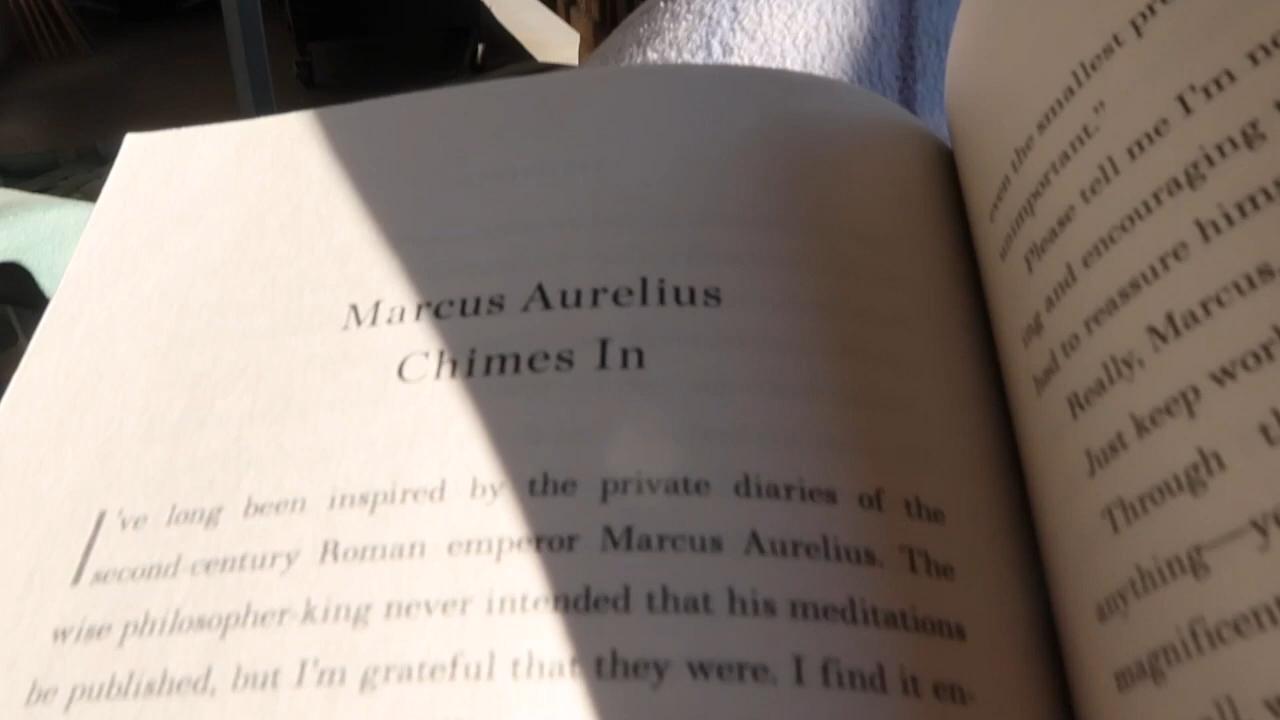 Marcus Aurelius
Chimes In
I've long been inspired by the private diaries of the
second-century Roman emperor Marcus Aurelius. The
wise philosopher-king never intended that his meditations
be published, but I'm grateful that they were. I find it en-
even the smallest
unimportant.”
Please tell me I'm
ing and encouraging
had to reassure
Really, Marcus,
Just keep
Through
anything—